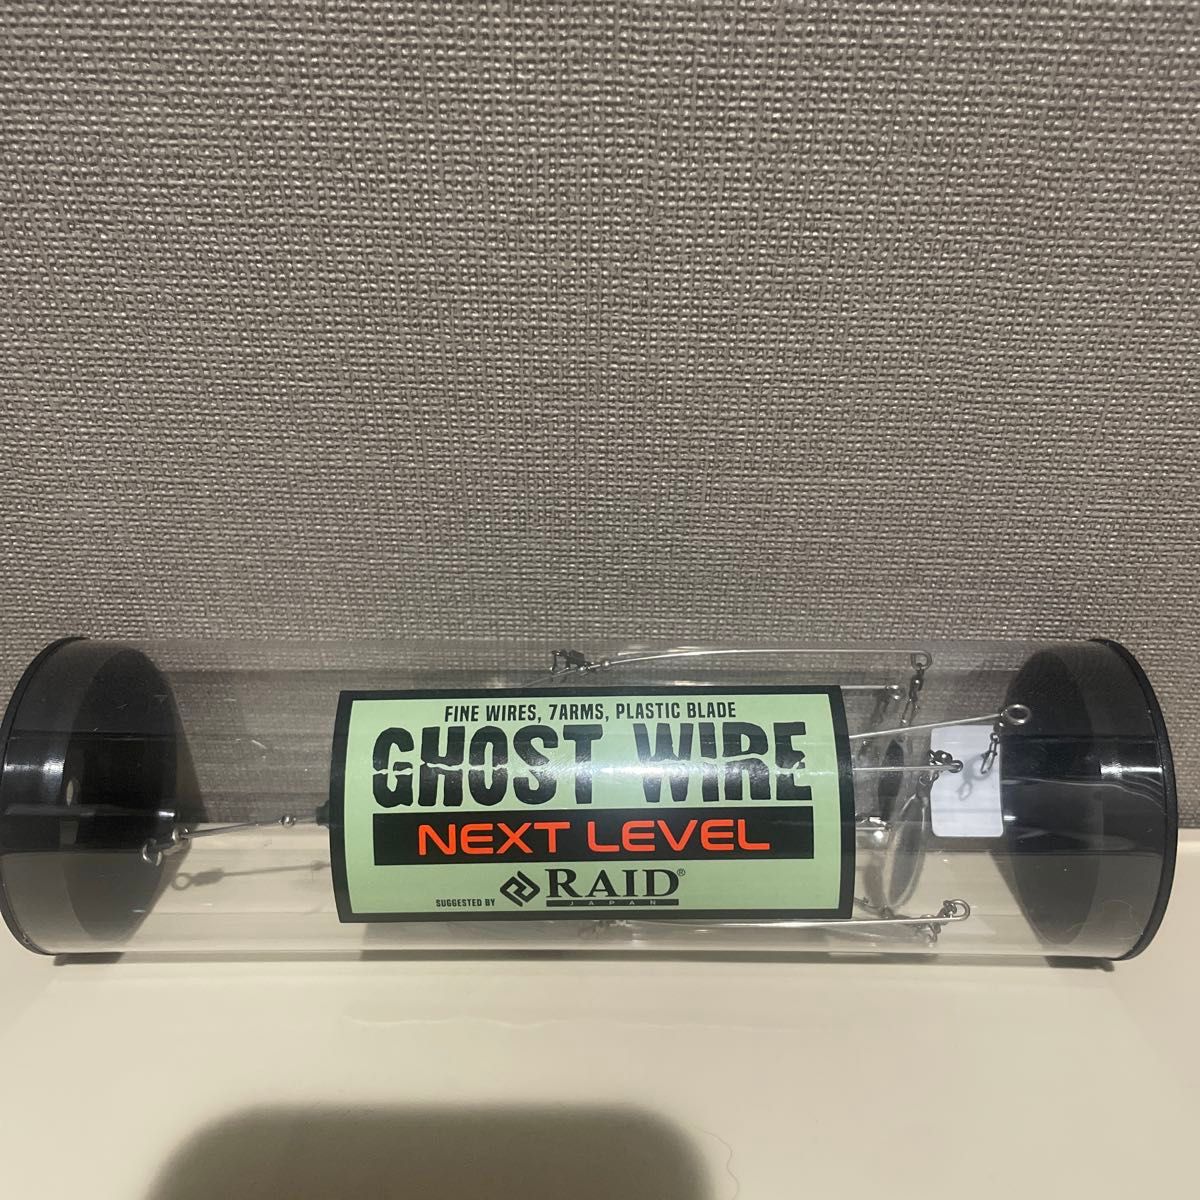 FINE WIRES, 7ARMS, PLASTIC BLADE
GHOST WIRE
NEXT LEVEL
SUGGESTED BY RAID®
JAPAN